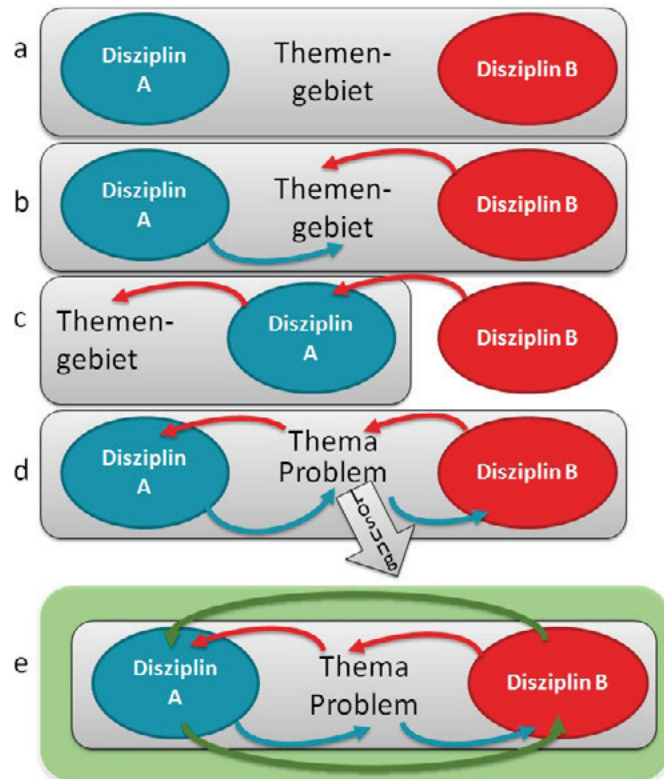 a
Disziplin
A
Themen-
gebiet
Disziplin B
b
Disziplin
A
Themen-
gebiet
Disziplin B
c
Themen-
gebiet
Disziplin
A
Disziplin B
d
Disziplin
A
Thema
Problem
Disziplin B
Lösung
e
Disziplin
A
Thema
Problem
Disziplin B